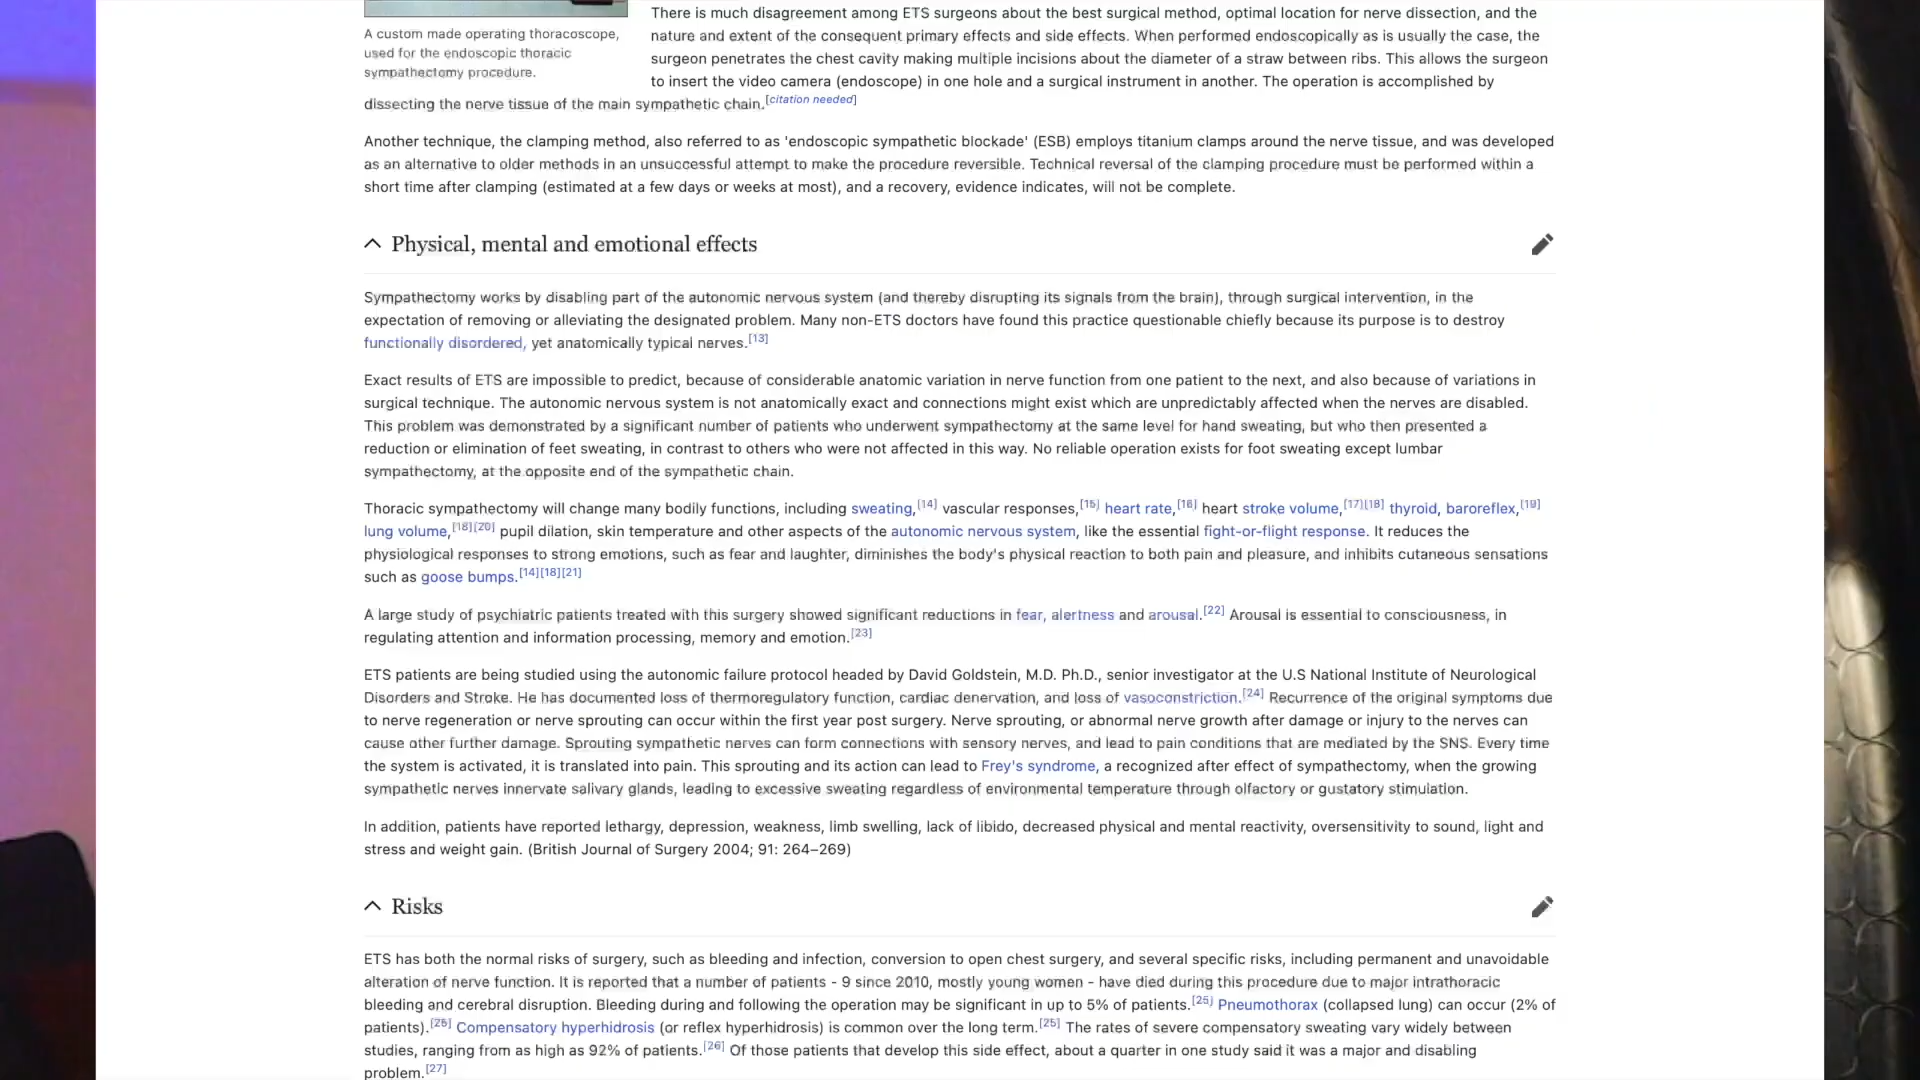 There is much disagreement among ETS surgeons about the best surgical method, optimal location for nerve dissection, and the
A custom made operating thoracoscope,
nature and extent of the consequent primary effects and side effects. When performed endoscopically as is usually the case, the
used for the endoscopic thoracic
surgeon penetrates the chest cavity making multiple incisions about the diameter of a straw between ribs. This allows the surgeon
sympathectomy procedure.
to insert the video camera (endoscope) in one hole and a surgical instrument in another. The operation is accomplished by
dissecting the nerve tissue of the main sympathetic chain.[citation needed]
Another technique, the clamping method, also referred to as 'endoscopic sympathetic blockade' (ESB) employs titanium clamps around the nerve tissue, and was developed
as an alternative to older methods in an unsuccessful attempt to make the procedure reversible. Technical reversal of the clamping procedure must be performed within a
short time after clamping (estimated at a few days or weeks at most), and a recovery, evidence indicates, will not be complete.
Physical, mental and emotional effects
Sympathectomy works by disabling part of the autonomic nervous system (and thereby disrupting its signals from the brain), through surgical intervention, in the
expectation of removing or alleviating the designated problem. Many non-ETS doctors have found this practice questionable chiefly because its purpose is to destroy
functionally disordered, yet anatomically typical nerves.[13]
Exact results of ETS are impossible to predict, because of considerable anatomic variation in nerve function from one patient to the next, and also because of variations in
surgical technique. The autonomic nervous system is not anatomically exact and connections might exist which are unpredictably affected when the nerves are disabled.
This problem was demonstrated by a significant number of patients who underwent sympathectomy at the same level for hand sweating, but who then presented a
reduction or elimination of feet sweating, in contrast to others who were not affected in this way. No reliable operation exists for foot sweating except lumbar
sympathectomy, at the opposite end of the sympathetic chain.
Thoracic sympathectomy will change many bodily functions, including sweating,[14] vascular responses,[15] heart rate,[16] heart stroke volume,[17][18] thyroid, baroreflex,[19]
lung volume,[18][20] pupil dilation, skin temperature and other aspects of the autonomic nervous system, like the essential fight-or-flight response. It reduces the
physiological responses to strong emotions, such as fear and laughter, diminishes the body's physical reaction to both pain and pleasure, and inhibits cutaneous sensations
such as goose bumps.[14][18][21]
A large study of psychiatric patients treated with this surgery showed significant reductions in fear, alertness and arousal.[22] Arousal is essential to consciousness, in
regulating attention and information processing, memory and emotion.[23]
ETS patients are being studied using the autonomic failure protocol headed by David Goldstein, M.D. Ph.D., senior investigator at the U.S National Institute of Neurological
Disorders and Stroke. He has documented loss of thermoregulatory function, cardiac denervation, and loss of vasoconstriction.[24] Recurrence of the original symptoms due
to nerve regeneration or nerve sprouting can occur within the first year post surgery. Nerve sprouting, or abnormal nerve growth after damage or injury to the nerves can
cause other further damage. Sprouting sympathetic nerves can form connections with sensory nerves, and lead to pain conditions that are mediated by the SNS. Every time
the system is activated, it is translated into pain. This sprouting and its action can lead to Frey's syndrome, a recognized after effect of sympathectomy, when the growing
sympathetic nerves innervate salivary glands, leading to excessive sweating regardless of environmental temperature through olfactory or gustatory stimulation.
In addition, patients have reported lethargy, depression, weakness, limb swelling, lack of libido, decreased physical and mental reactivity, oversensitivity to sound, light and
stress and weight gain. (British Journal of Surgery 2004; 91: 264–269)
Risks
ETS has both the normal risks of surgery, such as bleeding and infection, conversion to open chest surgery, and several specific risks, including permanent and unavoidable
alteration of nerve function. It is reported that a number of patients - 9 since 2010, mostly young women - have died during this procedure due to major intrathoracic
bleeding and cerebral disruption. Bleeding during and following the operation may be significant in up to 5% of patients.[25] Pneumothorax (collapsed lung) can occur (2% of
patients).[25] Compensatory hyperhidrosis (or reflex hyperhidrosis) is common over the long term.[25] The rates of severe compensatory sweating vary widely between
studies, ranging from as high as 92% of patients.[26] Of those patients that develop this side effect, about a quarter in one study said it was a major and disabling
problem.[27]